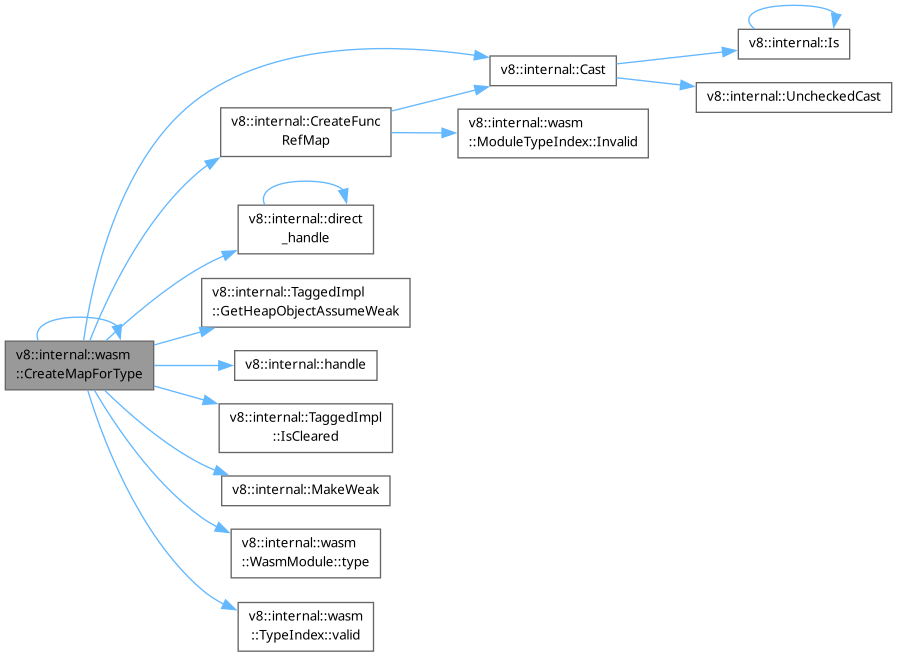 v8::internal::Is
v8::internal::Cast
v8::internal::UncheckedCast
v8::internal::CreateFunc
RefMap
v8::internal::wasm
::ModuleTypeIndex::Invalid
v8::internal::direct
_handle
v8::internal::TaggedImpl
::GetHeapObjectAssumeWeak
v8::internal::wasm
::CreateMapForType
v8::internal::handle
v8::internal::TaggedImpl
::IsCleared
v8::internal::MakeWeak
v8::internal::wasm
::WasmModule::type
v8::internal::wasm
::TypeIndex::valid